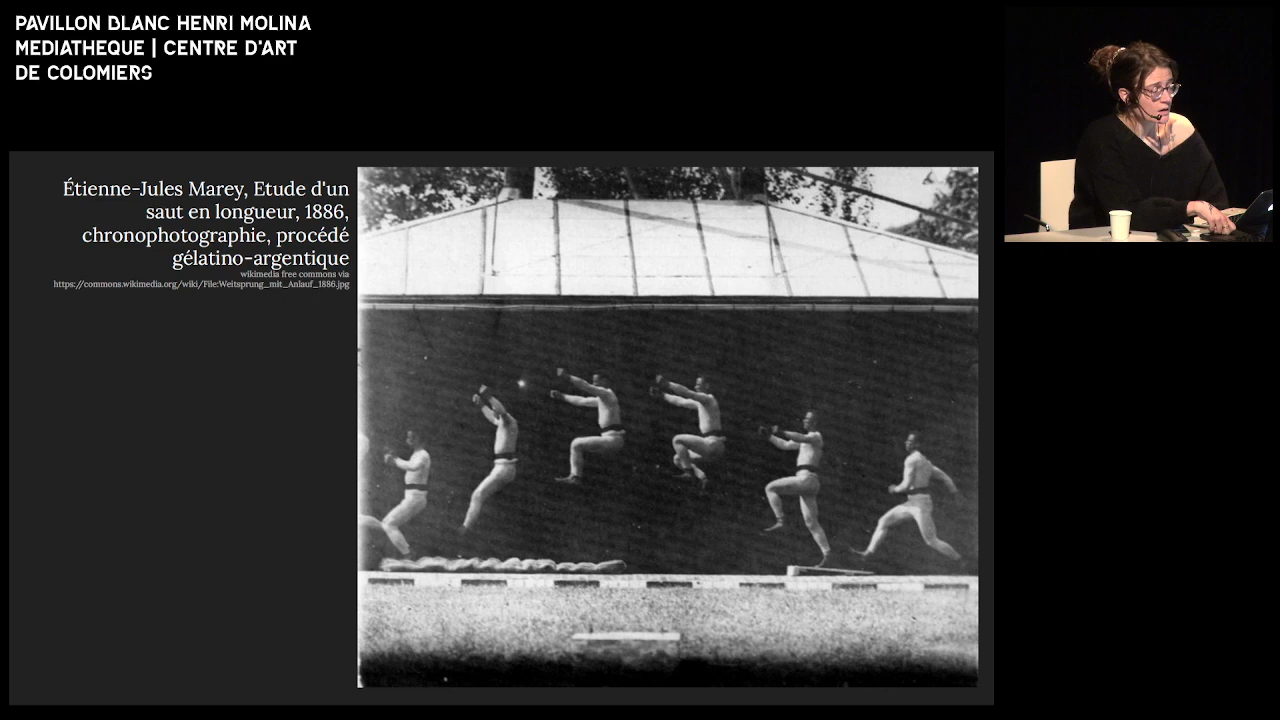 PAVILLON BLANC HENRI MOLINA
MEDIATHEQUE | CENTRE D'ART
DE COLOMIERS
Étienne-Jules Marey, Etude d'un
saut en longueur, 1886,
chronophotographie, procédé
gélatino-argentique
wikimedia free commons via
https://commons.wikimedia.org/wiki/File:Weitsprung_mit_Anlauf_1886.jpg